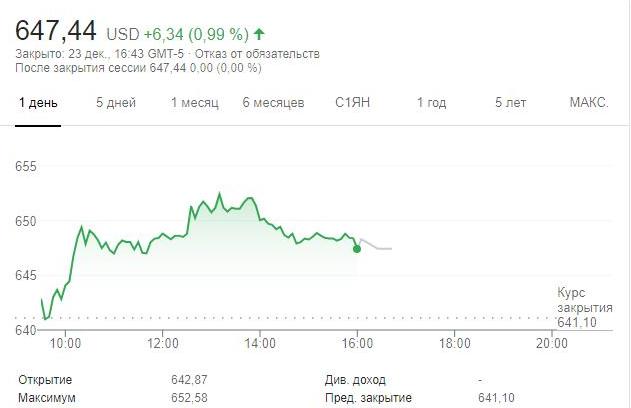 647,44 USD +6,34 (0,99 %) ↑
Закрыто: 23 дек., 16:43 GMT-5 · Отказ от обязательств
После закрытия сессии 647,44 0,00 (0,00 %)
1 день 5 дней 1 месяц 6 месяцев С1ЯН 1 год 5 лет МАКС.
655
650
645
Курс
закрытия
641,10
640
10:00 12:00 14:00 16:00 18:00 20:00
Открытие 642,87 Див. доход -
Максимум 652,58 Пред. закрытие 641,10